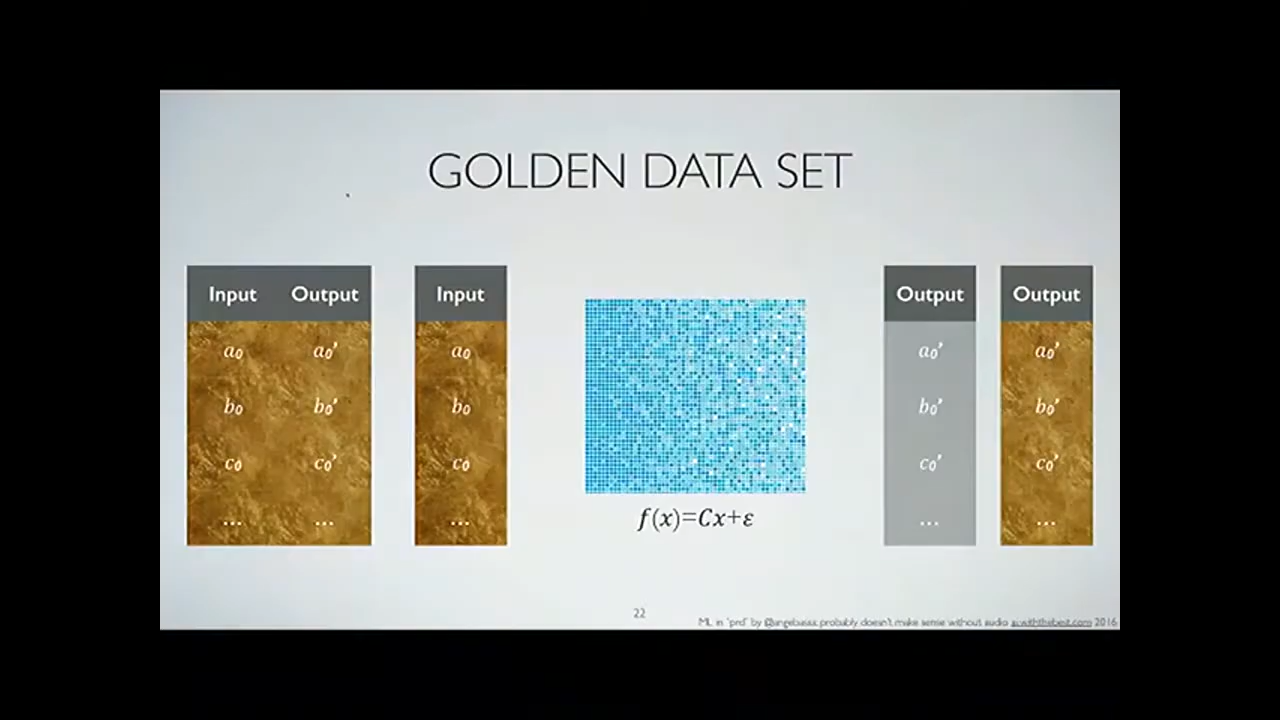 GOLDEN DATA SET
Input Output
a₀ a₀’
b₀ b₀’
c₀ c₀’
... ...
Input
a₀
b₀
c₀
...
f(x)=Cx+ε
Output
a₀’
b₀’
c₀’
...
Output
a₀’
b₀’
c₀’
...
22
ML in "prd" by @angebassa; probably doesn't make sense without audio ai.withthebest.com 2016